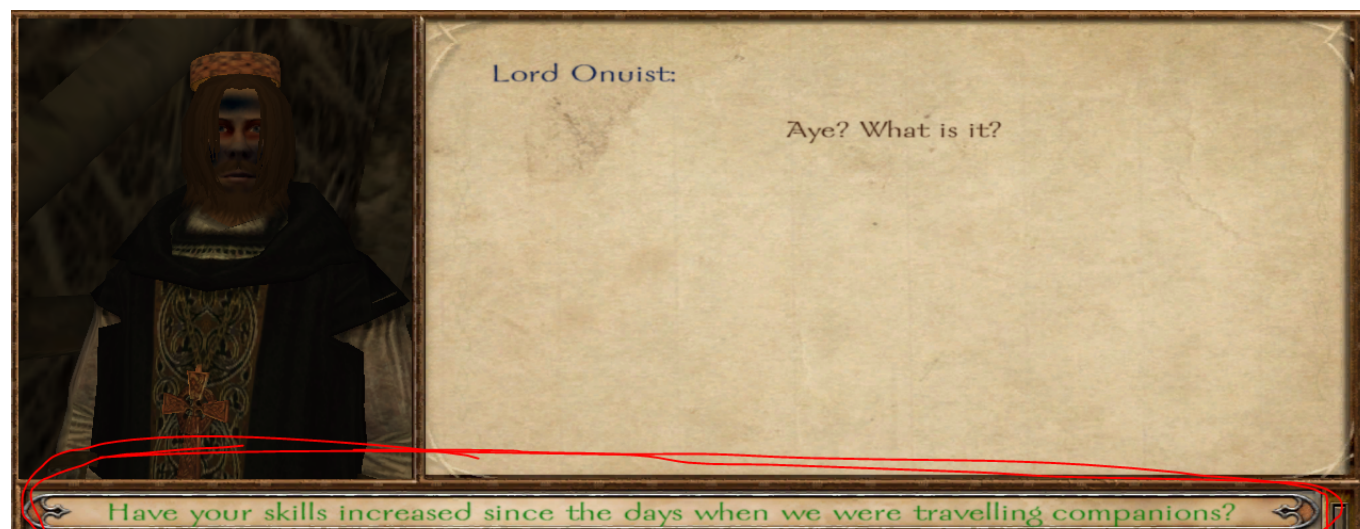 Lord Onuist:
Aye? What is it?
Have your skills increased since the days when we were travelling companions?